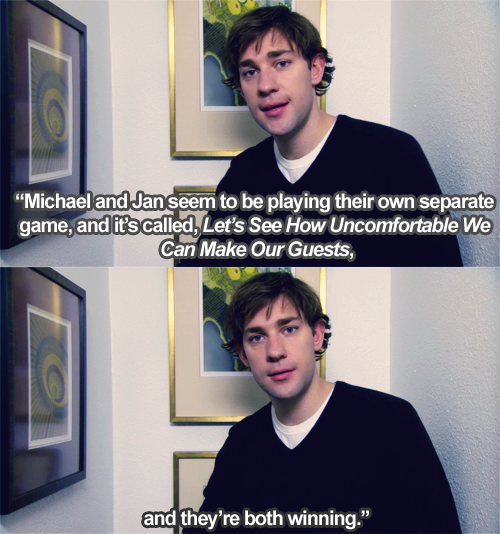 “Michael and Jan seem to be playing their own separate
game, and it’s called, Let’s See How Uncomfortable We
Can Make Our Guests,
and they’re both winning.”